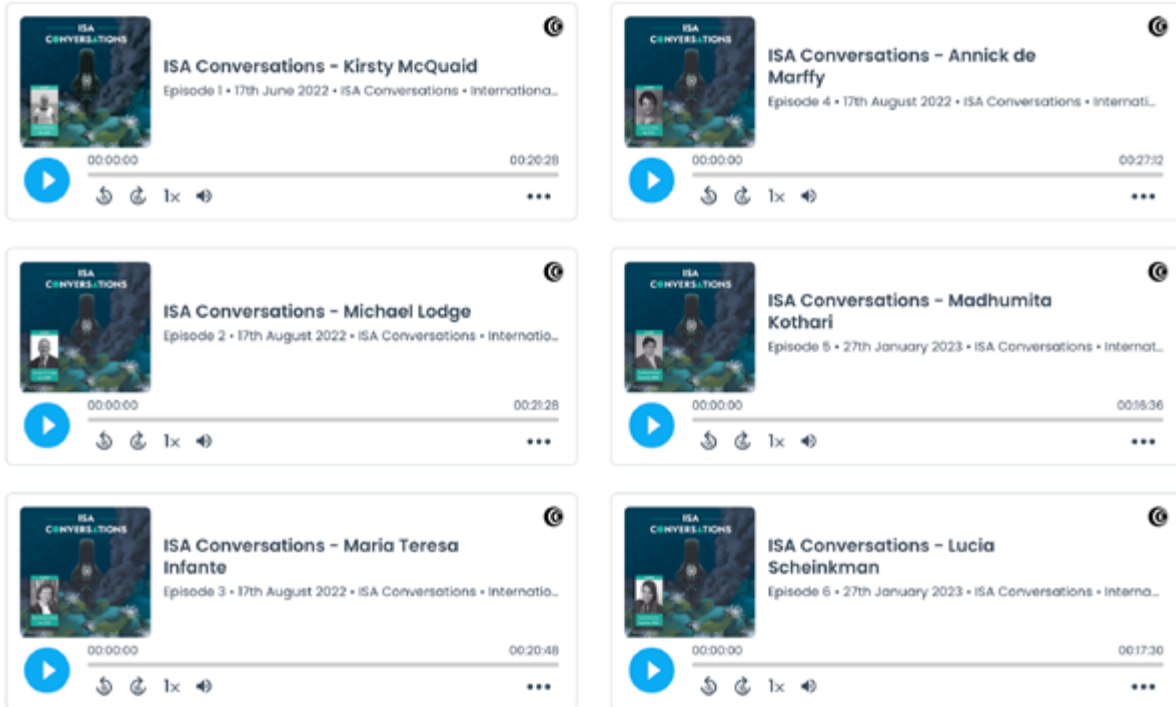 ISA
CONVERSATIONS
ISA Conversations - Kirsty McQuaid
Episode 1 • 17th June 2022 • ISA Conversations • Internationa...
00:00:00
00:20:28
1x
ISA
CONVERSATIONS
ISA Conversations - Annick de
Marffy
Episode 4 • 17th August 2022 • ISA Conversations • Internati...
00:00:00
00:27:12
1x
ISA
CONVERSATIONS
ISA Conversations - Michael Lodge
Episode 2 • 17th August 2022 • ISA Conversations • Internatio...
00:00:00
00:21:28
1x
ISA
CONVERSATIONS
ISA Conversations - Madhumita
Kothari
Episode 5 • 27th January 2023 • ISA Conversations • Internat...
00:00:00
00:16:36
1x
ISA
CONVERSATIONS
ISA Conversations - Maria Teresa
Infante
Episode 3 • 17th August 2022 • ISA Conversations • Internatio...
00:00:00
00:20:48
1x
ISA
CONVERSATIONS
ISA Conversations - Lucia
Scheinkman
Episode 6 • 27th January 2023 • ISA Conversations • Interna...
00:00:00
00:17:30
1x